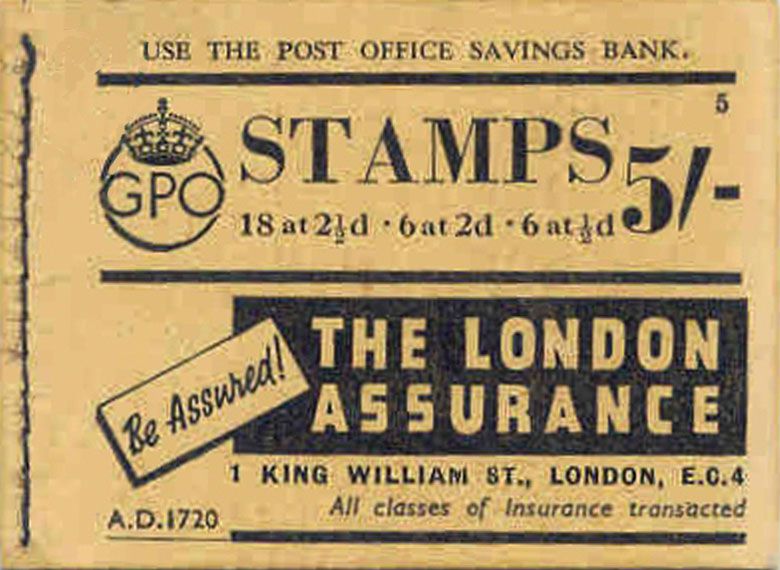 USE THE POST OFFICE SAVINGS BANK.
5
GPO
STAMPS 5/-
18 at 2½d · 6 at 2d · 6 at ½d
Be Assured!
THE LONDON
ASSURANCE
1 KING WILLIAM ST., LONDON, E.C.4
All classes of Insurance transacted
A.D.1720